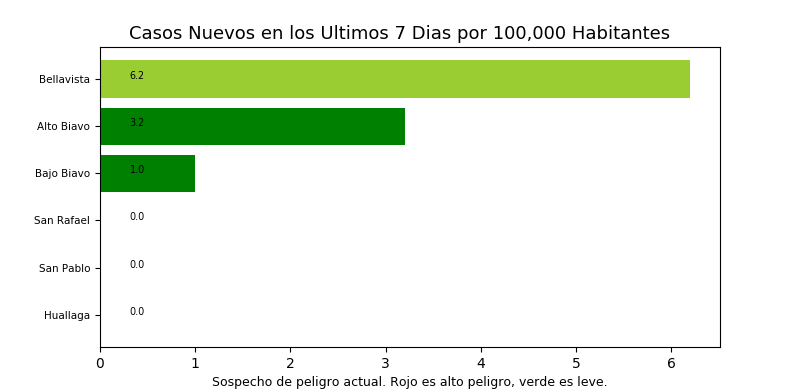 Casos Nuevos en los Ultimos 7 Dias por 100,000 Habitantes
Bellavista 6.2
Alto Biavo 3.2
Bajo Biavo 1.0
San Rafael 0.0
San Pablo 0.0
Huallaga 0.0
0 1 2 3 4 5 6
Sospecho de peligro actual. Rojo es alto peligro, verde es leve.